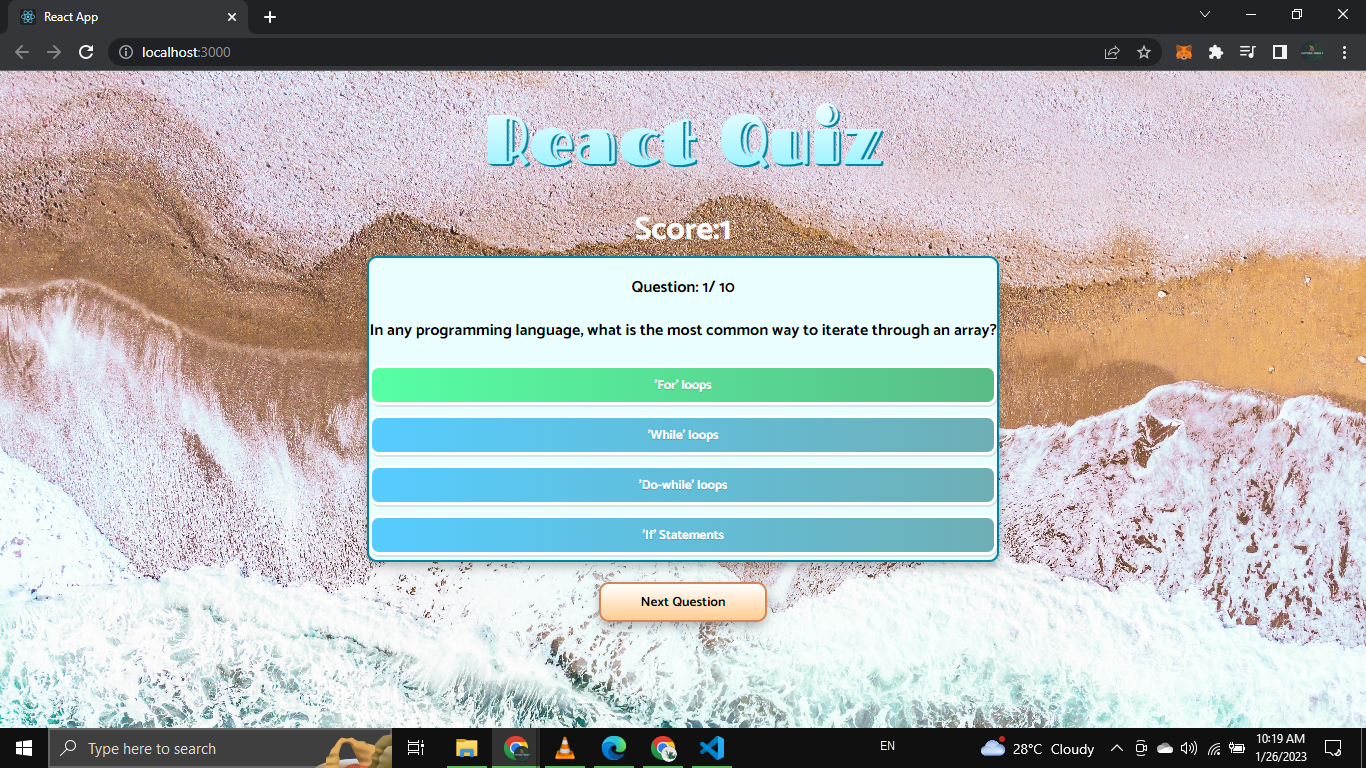 React App
localhost:3000
React Quiz
Score:1
Question: 1/ 10
In any programming language, what is the most common way to iterate through an array?
'For' loops
'While' loops
'Do-while' loops
'If' Statements
Next Question
Type here to search
EN
28°C Cloudy
10:19 AM
1/26/2023